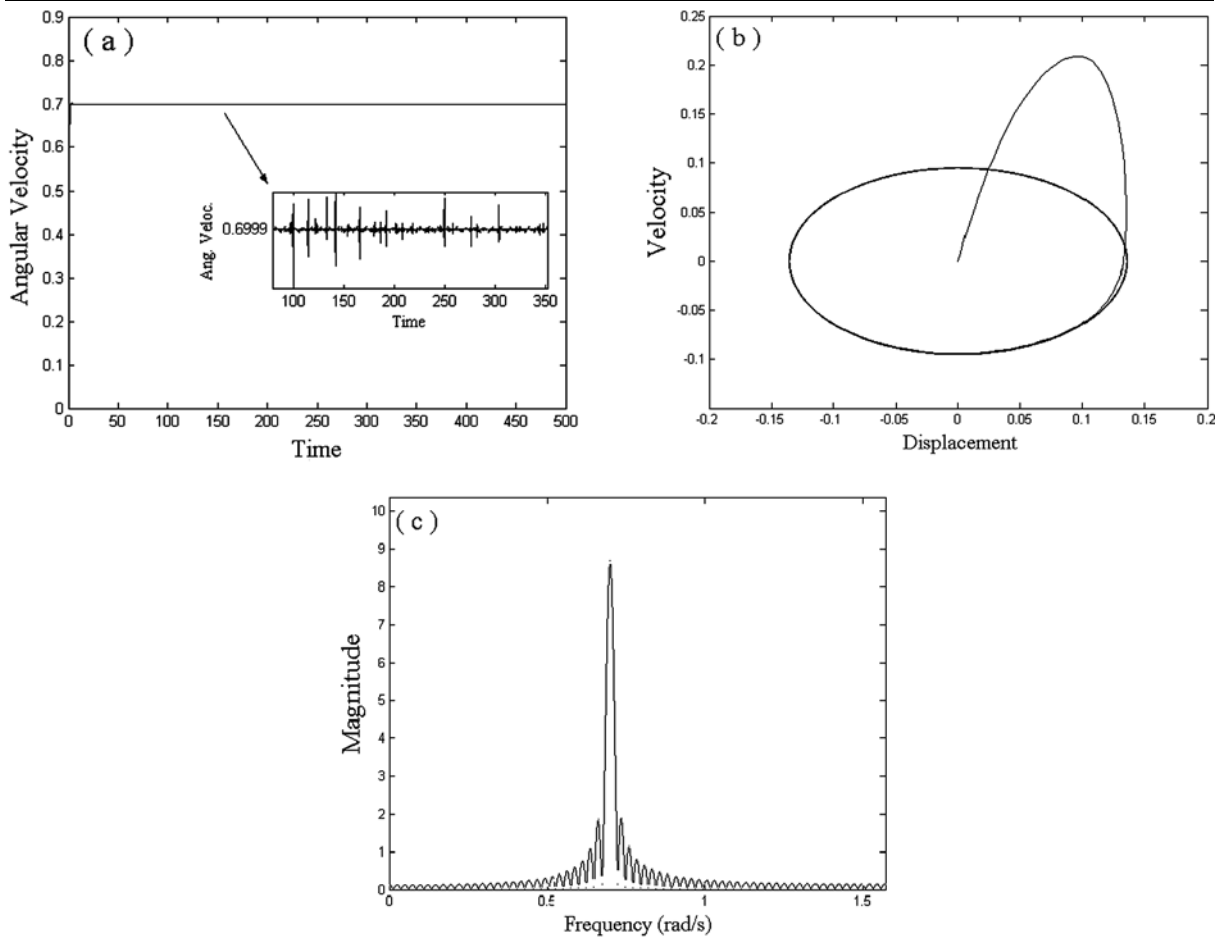 ( a )
0.9
0.8
0.7
0.6
0.5
0.4
0.3
0.2
0.1
0
Angular Velocity
0 50 100 150 200 250 300 350 400 450 500
Time
Ang. Veloc.
0.6999
100 150 200 250 300 350
Time
( b )
0.25
0.2
0.15
0.1
0.05
0
-0.05
-0.1
Velocity
-0.2 -0.15 -0.1 -0.05 0 0.05 0.1 0.15 0.2
Displacement
( c )
10
9
8
7
6
5
4
3
2
1
0
Magnitude
0 0.5 1 1.5
Frequency (rad/s)